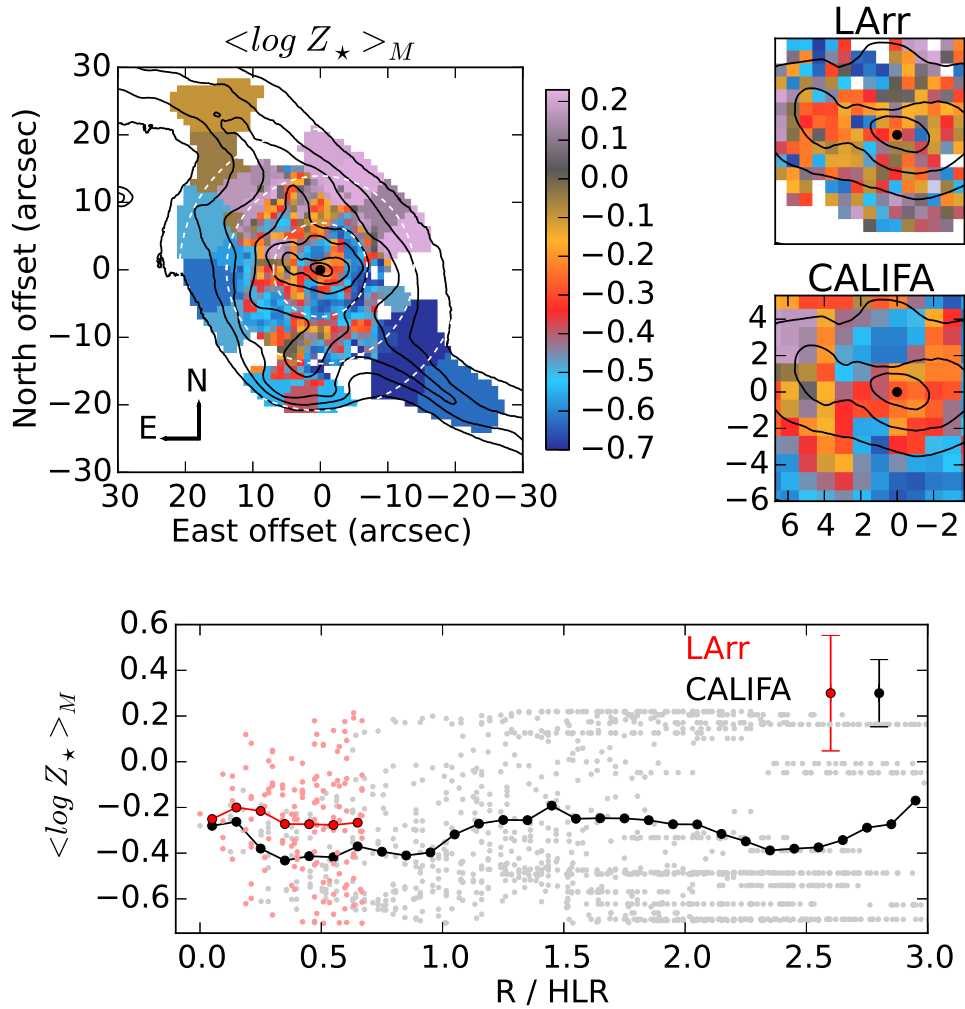 <log Z⋆>M
30
20
10
0
−10
−20
−30
North offset (arcsec)
N
E
30 20 10 0 −10 −20 −30
East offset (arcsec)
0.2
0.1
0.0
−0.1
−0.2
−0.3
−0.4
−0.5
−0.6
−0.7
LArr
CALIFA
4
2
0
−2
−4
−6
6 4 2 0 −2
0.6
0.4
0.2
0.0
−0.2
−0.4
−0.6
<log Z⋆>M
LArr
CALIFA
0.0 0.5 1.0 1.5 2.0 2.5 3.0
R / HLR